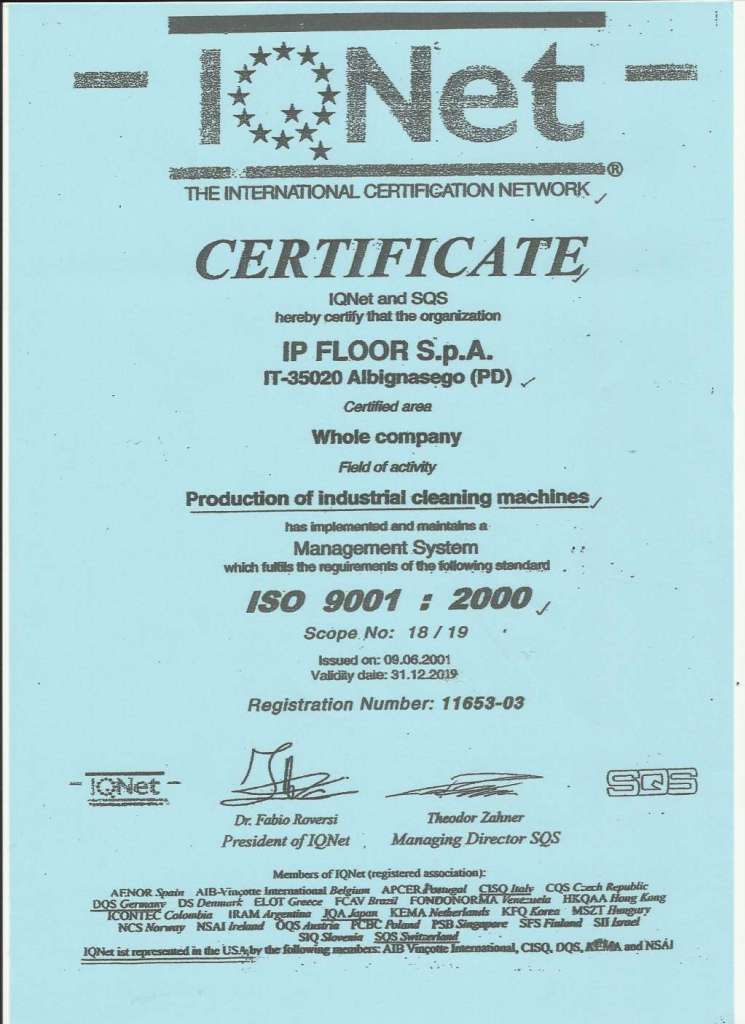 IQNet
®
THE INTERNATIONAL CERTIFICATION NETWORK
CERTIFICATE
IQNet and SQS
hereby certify that the organization
IP FLOOR S.p.A.
IT-35020 Albignasego (PD)
Certified area
Whole company
Field of activity
Production of industrial cleaning machines
has implemented and maintains a
Management System
which fulfils the requirements of the following standard
ISO 9001 : 2000
Scope No: 18 / 19
Issued on: 09.06.2001
Validity date: 31.12.2019
Registration Number: 11653-03
IQNet
SQS
Dr. Fabio Roversi Theodor Zahner
President of IQNet Managing Director SQS
Members of IQNet (registered association):
AENOR Spain AIB-Vinçotte International Belgium APCER Portugal CISQ Italy CQS Czech Republic
DQS Germany DS Denmark ELOT Greece FCAV Brazil FONDONORMA Venezuela HKQAA Hong Kong
ICONTEC Colombia IRAM Argentina JQA Japan KEMA Netherlands KFQ Korea MSZT Hungary
NCS Norway NSAI Ireland ÖQS Austria PCBC Poland PSB Singapore SFS Finland SII Israel
SIQ Slovenia SQS Switzerland
IQNet ist represented in the USA by the following members: AIB Vinçotte International, CISQ, DQS, KEMA and NSAI